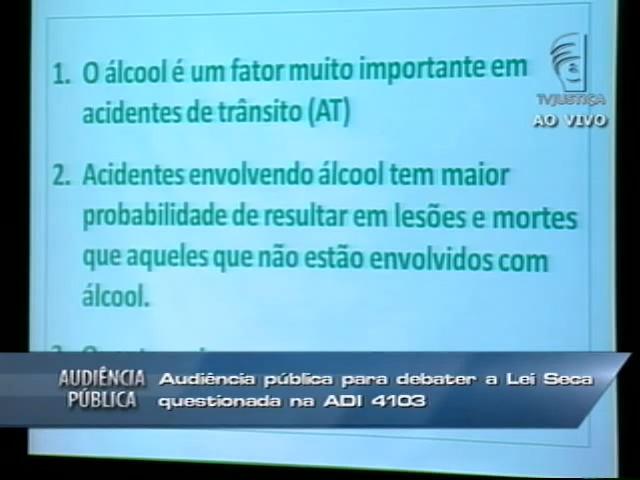 1. O álcool é um fator muito importante em
acidentes de trânsito (AT)
TVJUSTIÇA
AO VIVO
2. Acidentes envolvendo álcool tem maior
probabilidade de resultar em lesões e mortes
que aqueles que não estão envolvidos com
álcool.
AUDIÊNCIA
PÚBLICA
Audiência pública para debater a Lei Seca
questionada na ADI 4103